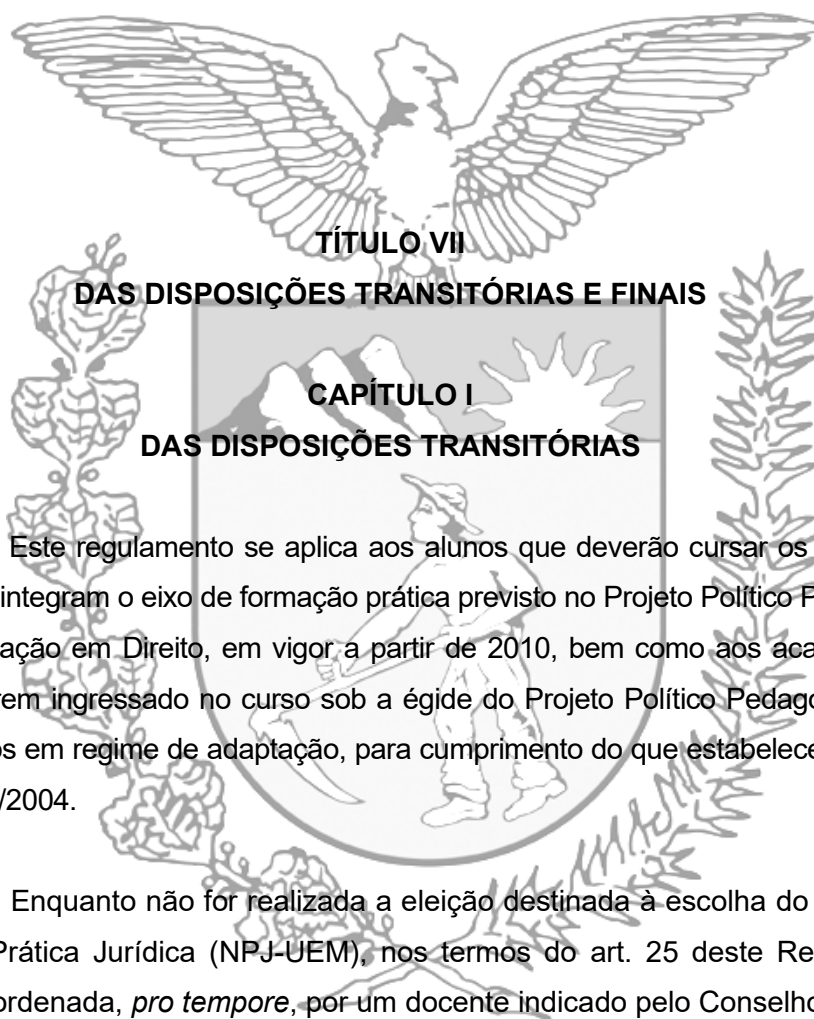 TÍTULO VII
DAS DISPOSIÇÕES TRANSITÓRIAS E FINAIS
CAPÍTULO I
DAS DISPOSIÇÕES TRANSITÓRIAS
Este regulamento se aplica aos alunos que deverão cursar os
integram o eixo de formação prática previsto no Projeto Político P
ação em Direito, em vigor a partir de 2010, bem como aos aca
rem ingressado no curso sob a égide do Projeto Político Pedago
os em regime de adaptação, para cumprimento do que estabelece
/2004.
Enquanto não for realizada a eleição destinada à escolha do
Prática Jurídica (NPJ-UEM), nos termos do art. 25 deste Re
ordenada, pro tempore, por um docente indicado pelo Conselho